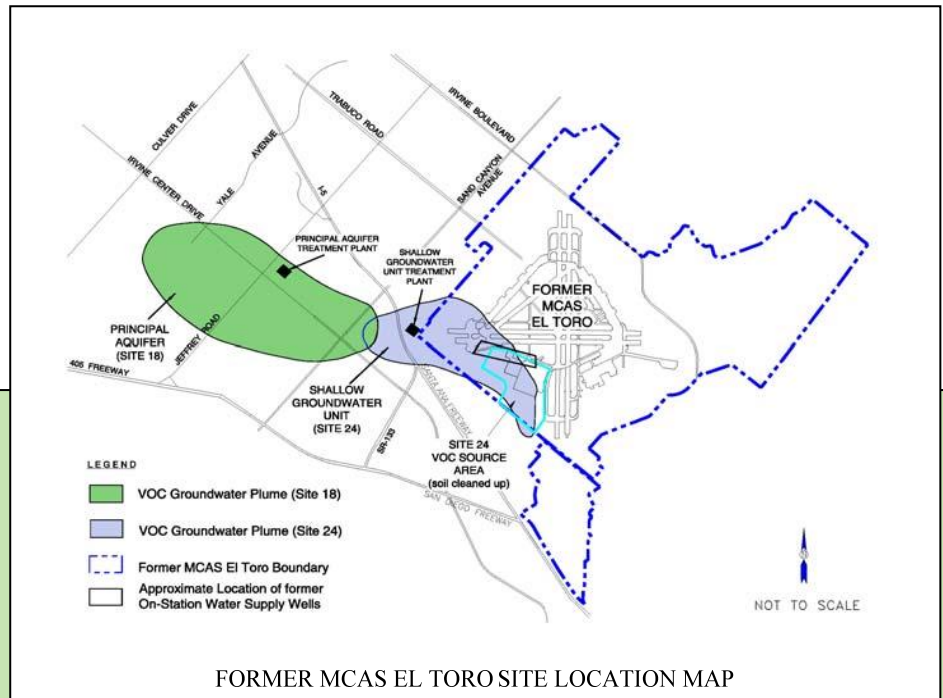 IRVINE BOULEVARD
TRABUCO ROAD
CULVER DRIVE
YALE AVENUE
I-5
SAND CANYON
AVENUE
IRVINE CENTER DRIVE
PRINCIPAL AQUIFER
TREATMENT PLANT
SHALLOW
GROUNDWATER
UNIT TREATMENT
PLANT
FORMER
MCAS
EL TORO
PRINCIPAL
AQUIFER
(SITE 18)
JEFFREY ROAD
405 FREEWAY
SHALLOW
GROUNDWATER
UNIT
(SITE 24)
SANTA ANA FREEWAY
SR-133
SITE 24
VOC SOURCE
AREA
(soil cleaned up)
SAN DIEGO FREEWAY
LEGEND
VOC Groundwater Plume (Site 18)
VOC Groundwater Plume (Site 24)
Former MCAS El Toro Boundary
Approximate Location of former
On-Station Water Supply Wells
NOT TO SCALE
FORMER MCAS EL TORO SITE LOCATION MAP